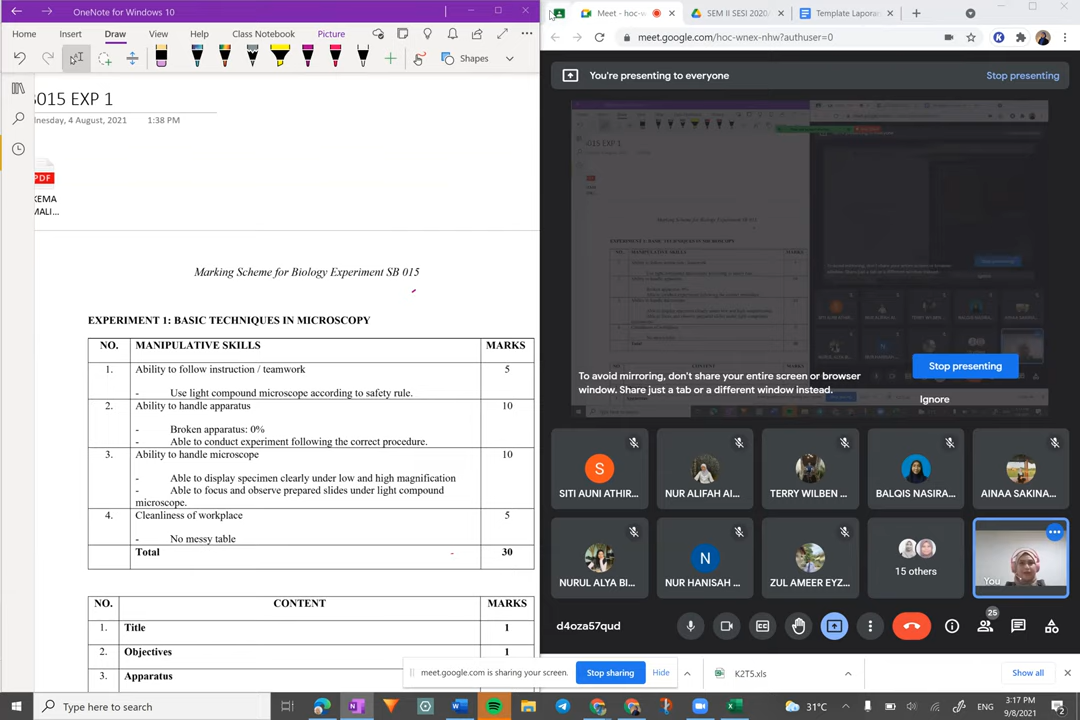 OneNote for Windows 10
Home Insert Draw View Help Class Notebook Picture
Shapes
6015 EXP 1
Wednesday, 4 August, 2021 1:38 PM
PDF
KEMA
MALI...
Marking Scheme for Biology Experiment SB 015
EXPERIMENT 1: BASIC TECHNIQUES IN MICROSCOPY
NO. MANIPULATIVE SKILLS MARKS
1. Ability to follow instruction / teamwork 5
- Use light compound microscope according to safety rule.
2. Ability to handle apparatus 10
- Broken apparatus: 0%
- Able to conduct experiment following the correct procedure.
3. Ability to handle microscope 10
- Able to display specimen clearly under low and high magnification
- Able to focus and observe prepared slides under light compound
microscope.
4. Cleanliness of workplace 5
- No messy table
Total - 30
NO. CONTENT MARKS
1. Title 1
2. Objectives 1
3. Apparatus
Meet - hoc-w
SEM II SESI 2020/
Template Laporan
meet.google.com/hoc-wnex-nhw?authuser=0
You're presenting to everyone
Stop presenting
To avoid mirroring, don't share your entire screen or browser
window. Share just a tab or a different window instead.
Stop presenting
Ignore
S
SITI AUNI ATHIR...
NUR ALIFAH AI...
TERRY WILBEN ...
BALQIS NASIRA...
AINAA SAKINA...
NURUL ALYA BI...
N
NUR HANISAH ...
ZUL AMEER EYZ...
15 others
You
d4oza57qud
25
meet.google.com is sharing your screen.
Stop sharing
Hide
K2T5.xls
Show all
Type here to search
31°C
ENG
3:17 PM
9/8/2021
2